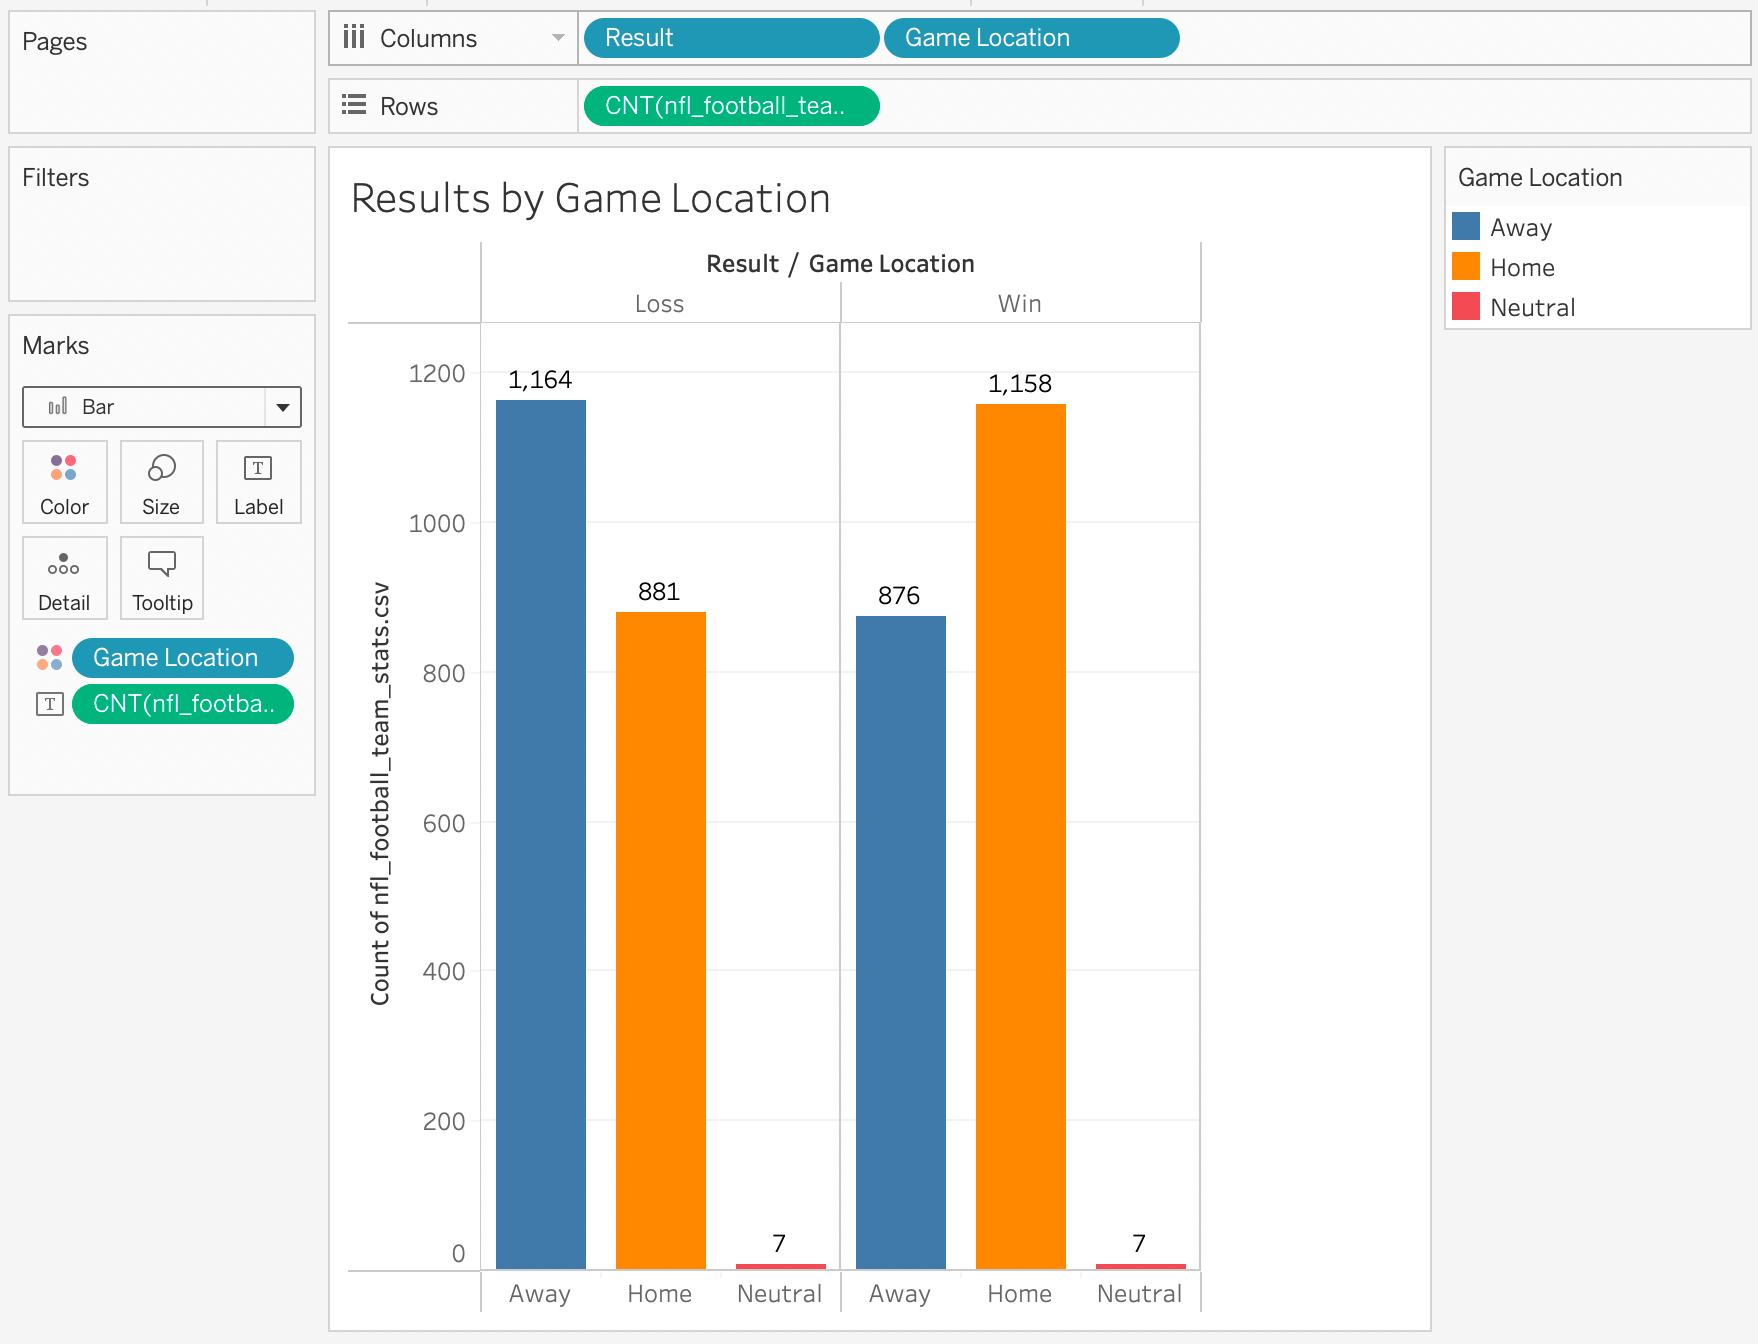 Pages
Columns
Result
Game Location
Rows
CNT(nfl_football_tea..
Filters
Marks
Bar
Color
Size
T
Label
Detail
Tooltip
Game Location
T
CNT(nfl_footba..
Results by Game Location
Result / Game Location
Loss
Win
Count of nfl_football_team_stats.csv
1200
1000
800
600
400
200
0
1,164
881
7
876
1,158
7
Away
Home
Neutral
Away
Home
Neutral
Game Location
Away
Home
Neutral